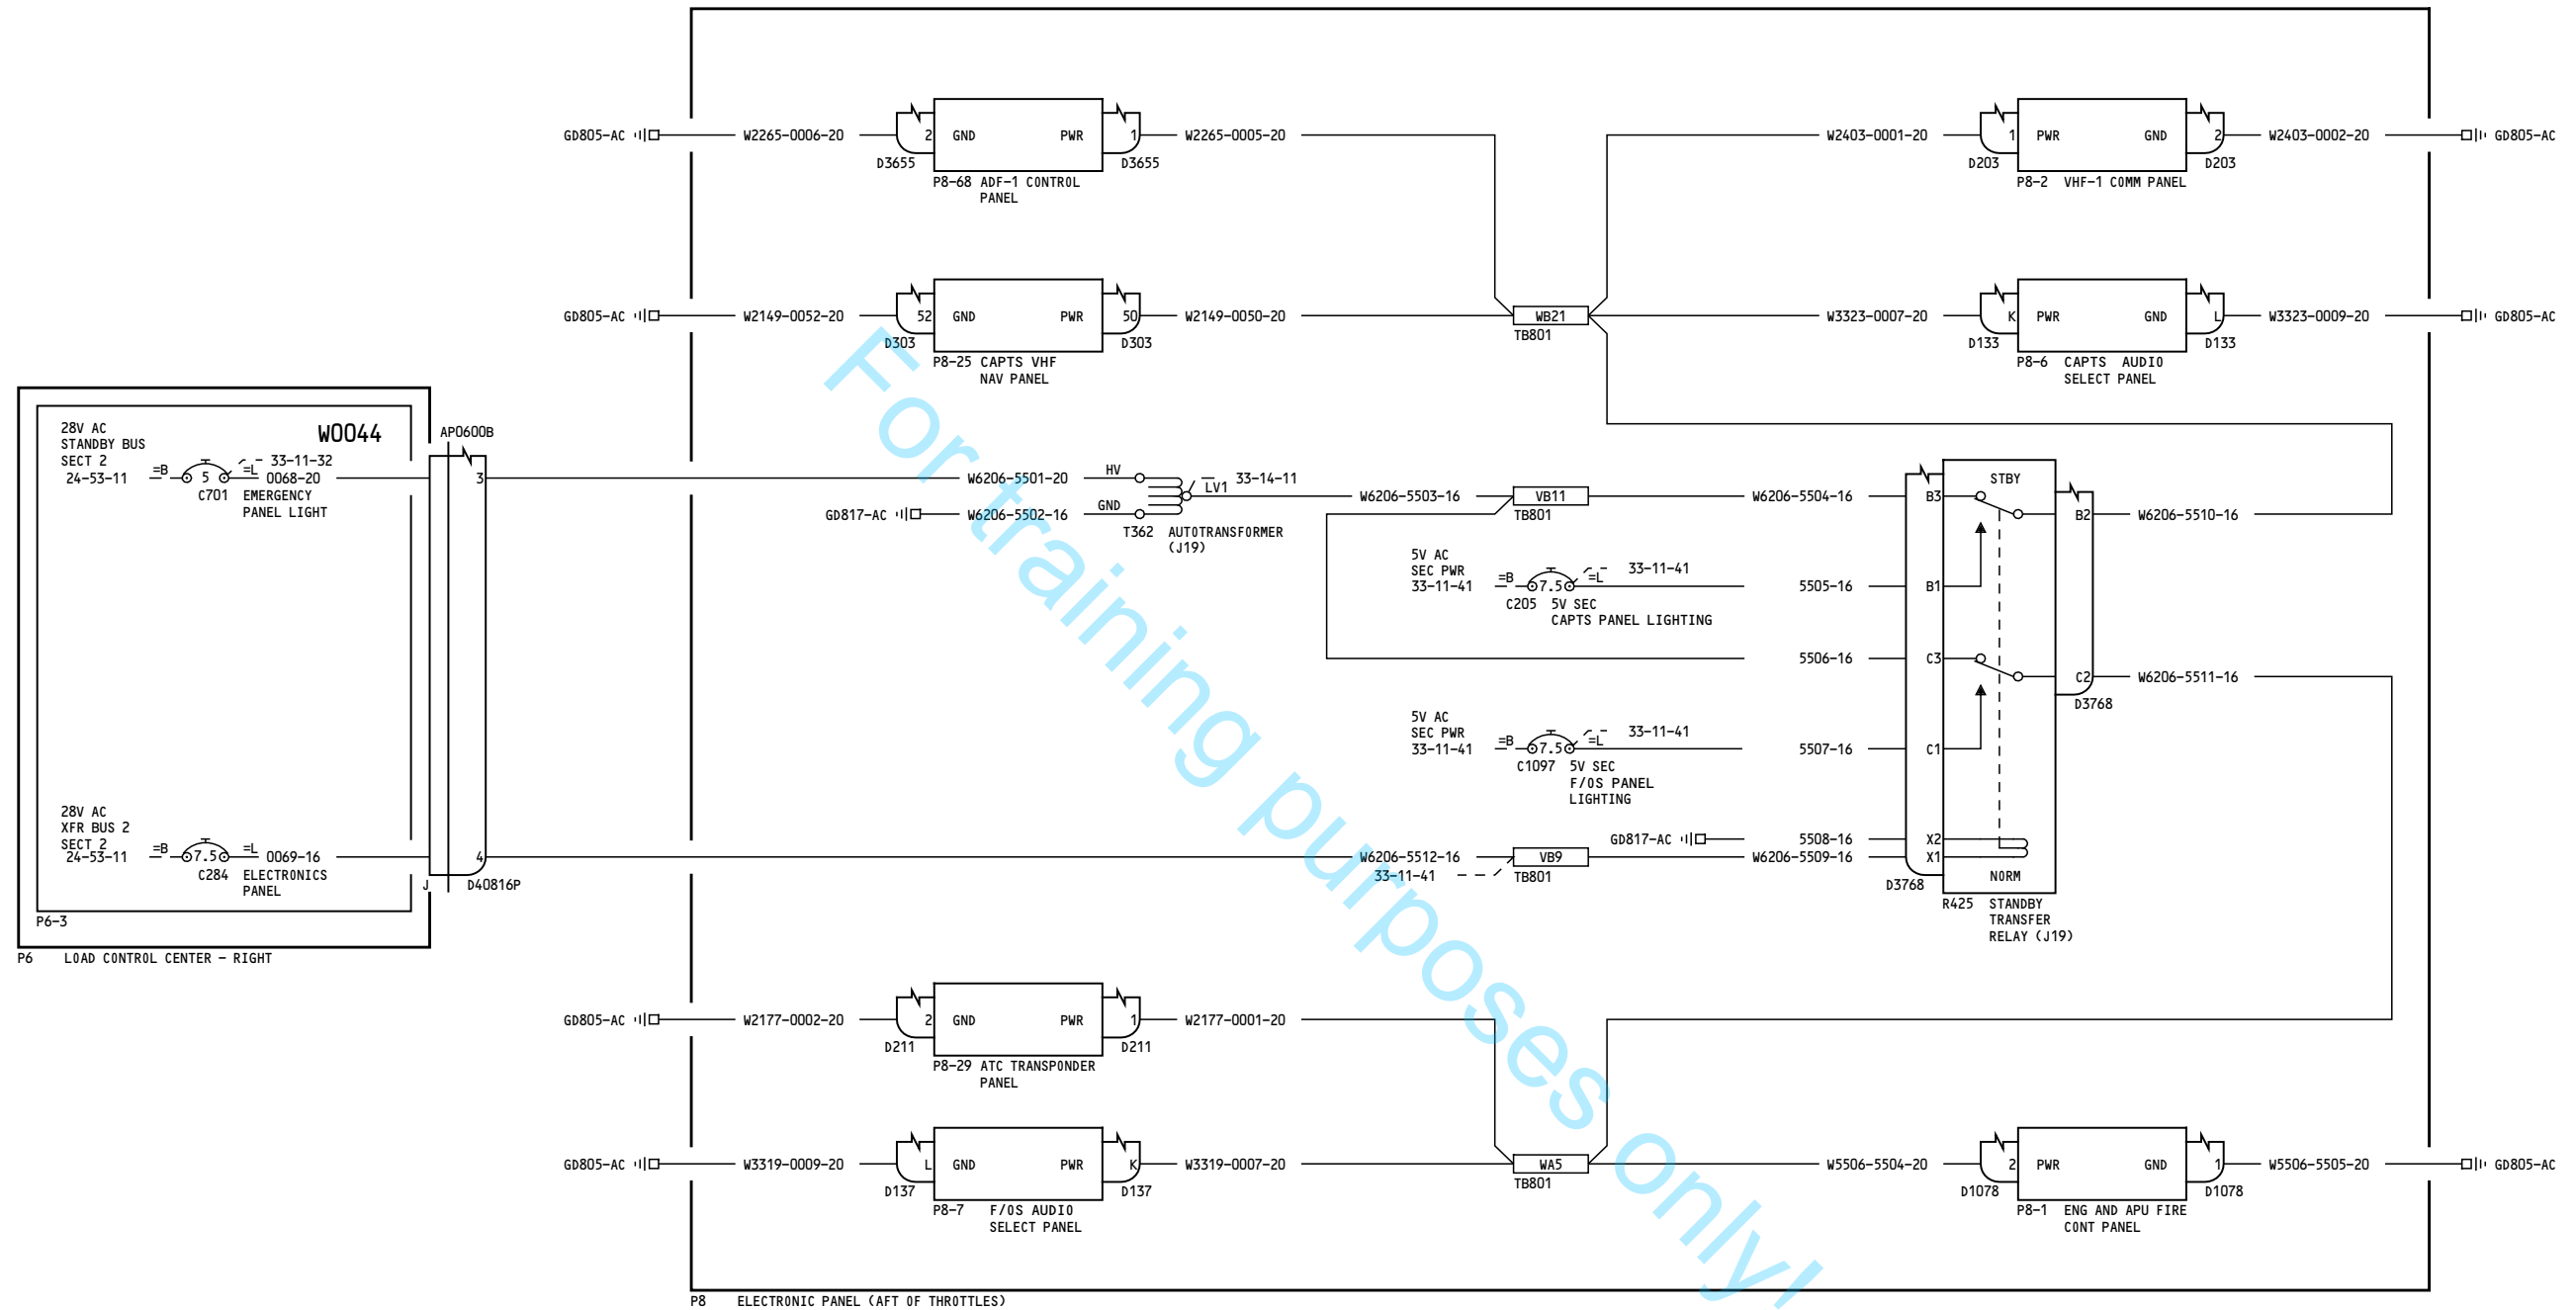 GD805-AC
W2265-0006-20
2
GND
PWR
1
W2265-0005-20
D3655
D3655
P8-68 ADF-1 CONTROL
PANEL
W2403-0001-20
1
PWR
GND
2
W2403-0002-20
GD805-AC
D203
D203
P8-2 VHF-1 COMM PANEL
GD805-AC
W2149-0052-20
52
GND
PWR
50
W2149-0050-20
D303
D303
P8-25 CAPTS VHF
NAV PANEL
WB21
TB801
W3323-0007-20
K
PWR
GND
L
W3323-0009-20
GD805-AC
D133
D133
P8-6 CAPTS AUDIO
SELECT PANEL
28V AC
STANDBY BUS
SECT 2
24-53-11
W0044
=B
5
=L
33-11-32
0068-20
C701 EMERGENCY
PANEL LIGHT
AP0600B
3
28V AC
XFR BUS 2
SECT 2
24-53-11
=B
7.5
=L
0069-16
C284 ELECTRONICS
PANEL
4
J
D40816P
P6-3
P6 LOAD CONTROL CENTER - RIGHT
W6206-5501-20
HV
GD817-AC
W6206-5502-16
GND
LV1
33-14-11
T362 AUTOTRANSFORMER
(J19)
W6206-5503-16
VB11
TB801
W6206-5504-16
B3
STBY
B2
W6206-5510-16
5V AC
SEC PWR
33-11-41
=B
7.5
=L
33-11-41
C205 5V SEC
CAPTS PANEL LIGHTING
5505-16
B1
5506-16
C3
C2
W6206-5511-16
D3768
5V AC
SEC PWR
33-11-41
=B
7.5
=L
33-11-41
C1097 5V SEC
F/OS PANEL
LIGHTING
5507-16
C1
GD817-AC
5508-16
X2
W6206-5512-16
33-11-41
VB9
TB801
W6206-5509-16
X1
NORM
D3768
R425 STANDBY
TRANSFER
RELAY (J19)
GD805-AC
W2177-0002-20
2
GND
PWR
1
W2177-0001-20
D211
D211
P8-29 ATC TRANSPONDER
PANEL
GD805-AC
W3319-0009-20
L
GND
PWR
K
W3319-0007-20
D137
D137
P8-7 F/OS AUDIO
SELECT PANEL
WA5
TB801
W5506-5504-20
2
PWR
GND
1
W5506-5505-20
GD805-AC
D1078
D1078
P8-1 ENG AND APU FIRE
CONT PANEL
P8 ELECTRONIC PANEL (AFT OF THROTTLES)
For training purposes only!